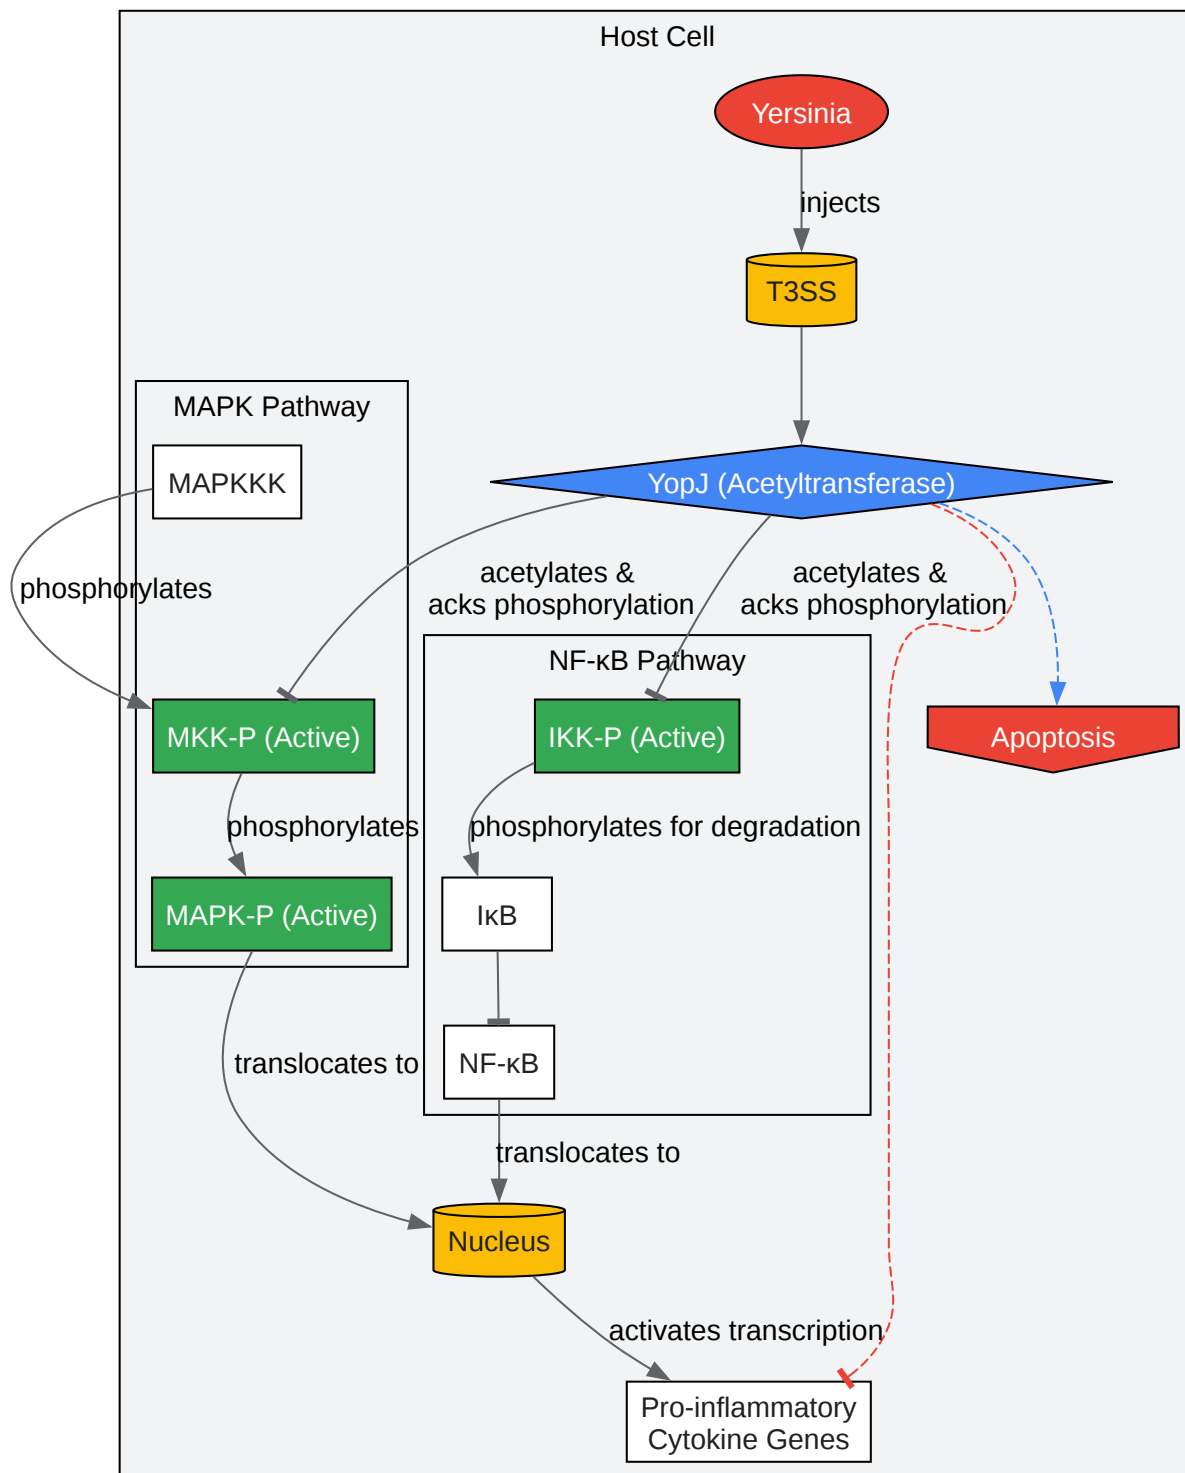 Host Cell
Yersinia
injects
T3SS
MAPK Pathway
MAPKKK
YopJ (Acetyltransferase)
phosphorylates
acetylates &
acks phosphorylation
acetylates &
acks phosphorylation
NF-κB Pathway
MKK-P (Active)
IKK-P (Active)
Apoptosis
phosphorylates
phosphorylates for degradation
MAPK-P (Active)
IκB
translocates to
NF-κB
translocates to
Nucleus
activates transcription
Pro-inflammatory
Cytokine Genes